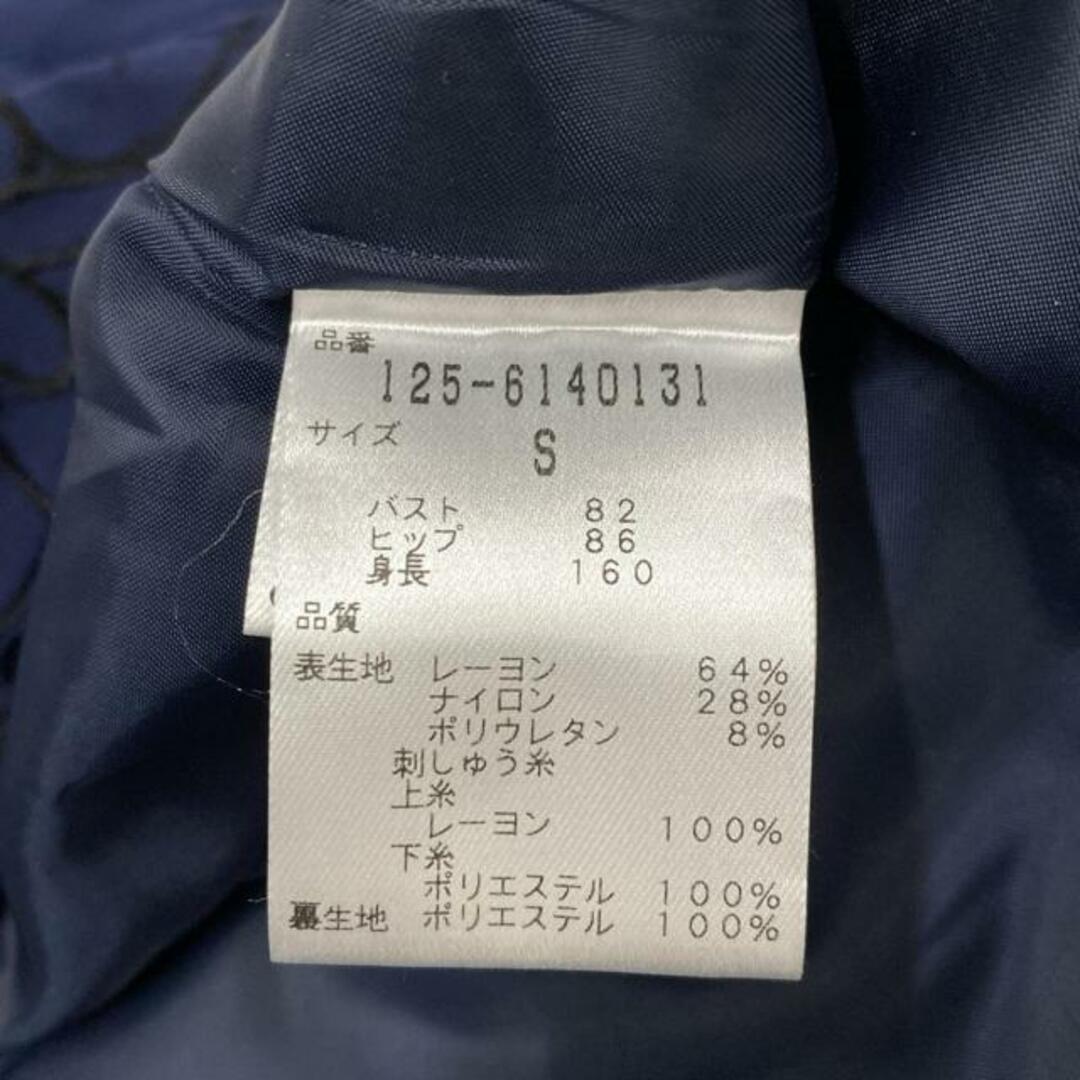 品番
125-6140131
サイズ S
バスト 82
ヒップ 86
身長 160
品質
表生地 レーヨン 64%
ナイロン 28%
ポリウレタン 8%
刺しゅう糸
上糸
レーヨン 100%
下糸
ポリエステル 100%
裏生地 ポリエステル 100%